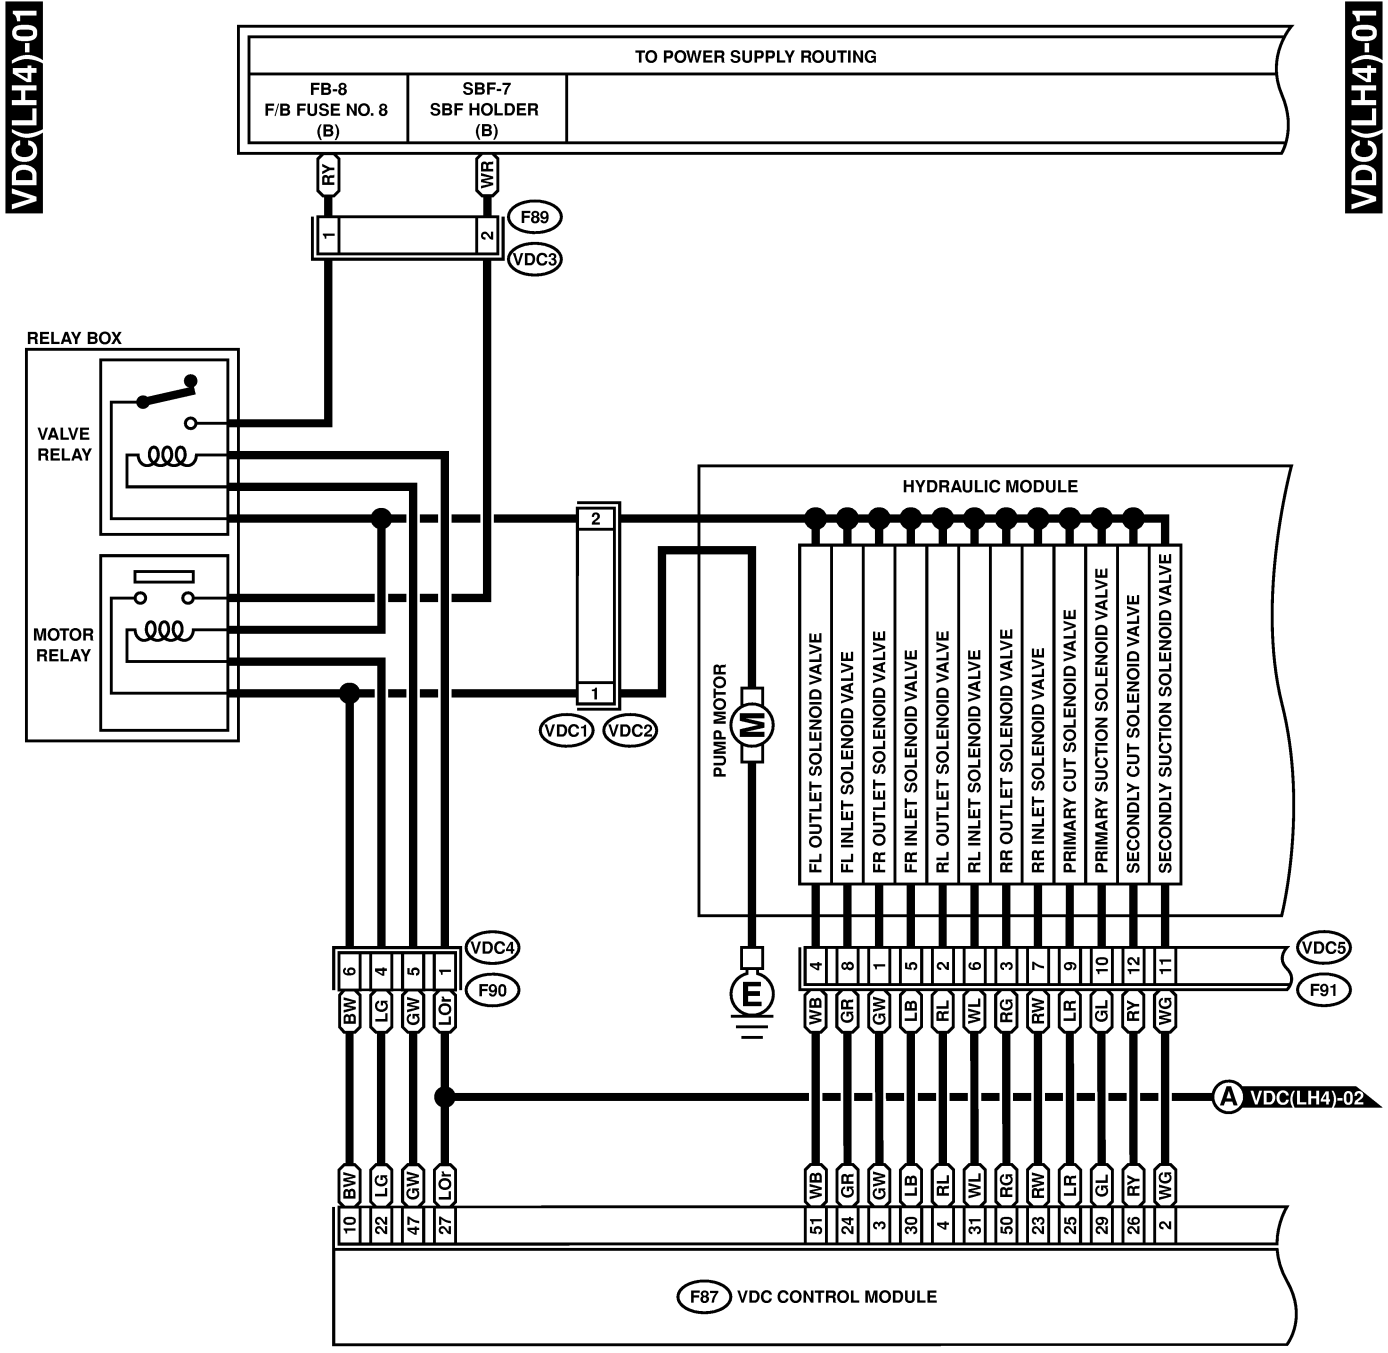 VDC(LH4)-01
VDC(LH4)-01
TO POWER SUPPLY ROUTING
FB-8
F/B FUSE NO. 8
(B)
SBF-7
SBF HOLDER
(B)
RY
WR
1
2
F89
VDC3
RELAY BOX
VALVE
RELAY
MOTOR
RELAY
2
1
VDC1
VDC2
HYDRAULIC MODULE
PUMP MOTOR
M
E
FL OUTLET SOLENOID VALVE
FL INLET SOLENOID VALVE
FR OUTLET SOLENOID VALVE
FR INLET SOLENOID VALVE
RL OUTLET SOLENOID VALVE
RL INLET SOLENOID VALVE
RR OUTLET SOLENOID VALVE
RR INLET SOLENOID VALVE
PRIMARY CUT SOLENOID VALVE
PRIMARY SUCTION SOLENOID VALVE
SECONDLY CUT SOLENOID VALVE
SECONDLY SUCTION SOLENOID VALVE
6 4 5 1
VDC4
F90
BW LG GW LOr
4 8 1 5 2 6 3 7 9 10 12 11
VDC5
F91
WB GR GW LB RL WL RG RW LR GL RY WG
A VDC(LH4)-02
BW LG GW LOr
WB GR GW LB RL WL RG RW LR GL RY WG
10 22 47 27
51 24 3 30 4 31 50 23 25 29 26 2
F87 VDC CONTROL MODULE